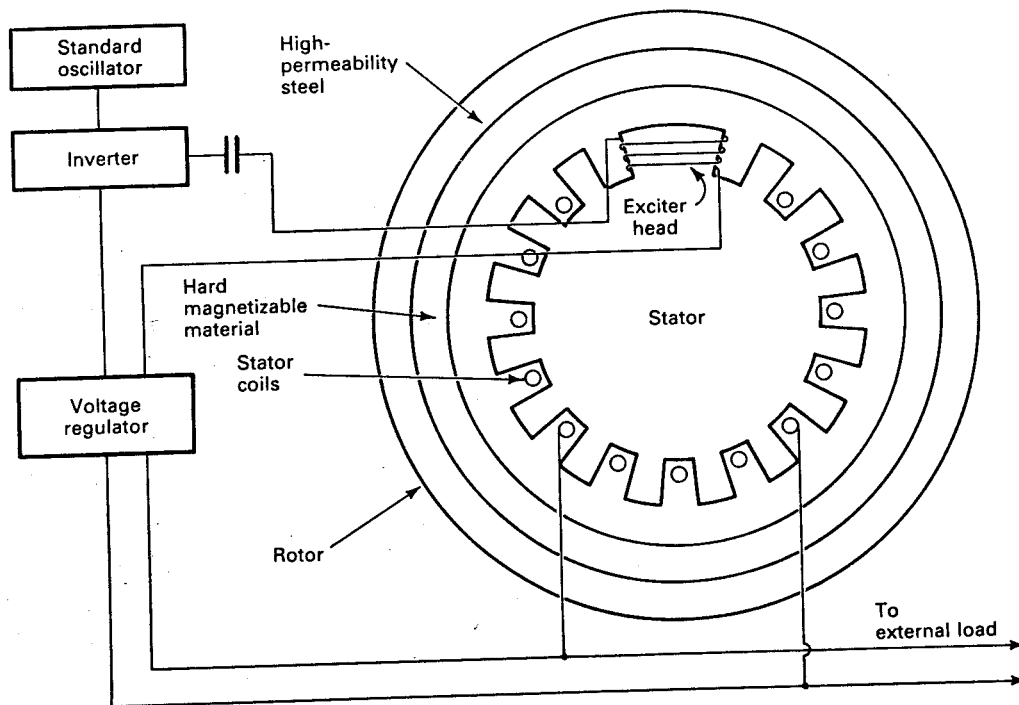 Standard
oscillator
High-
permeability
steel
Inverter
Exciter
head
Hard
magnetizable
material
Stator
Stator
coils
Voltage
regulator
Rotor
To
external load